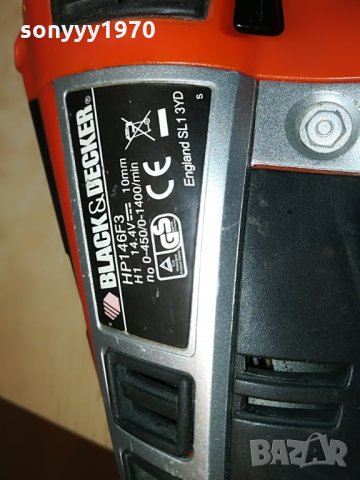 sonyyy1970
BLACK&DECKER®
HP146F3
H1 14.4V 10mm
no 0-450/0-1400/min
CE
GS
England SL1 3YD
s
BAZAR